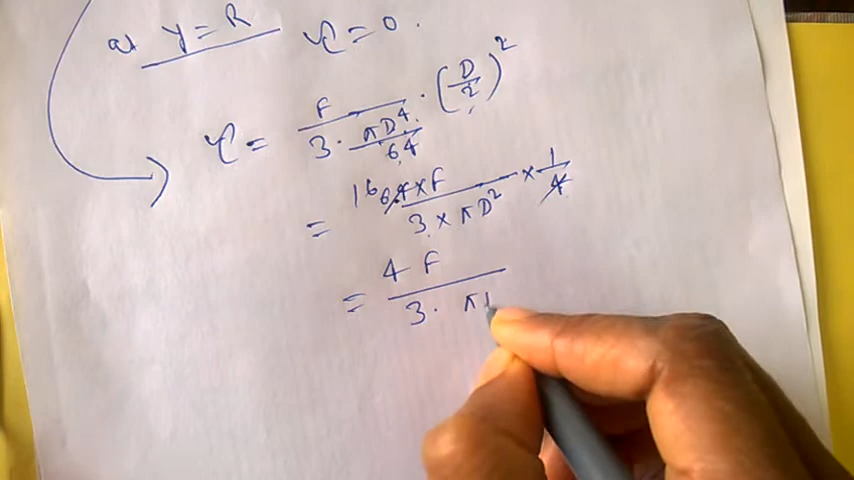 at y = R τ = 0.
τ = F / (3 · πD⁴/64) · (D/2)²
= 16 64 × F / (3 × πD²) × 1/4
= 4 F / (3 · π